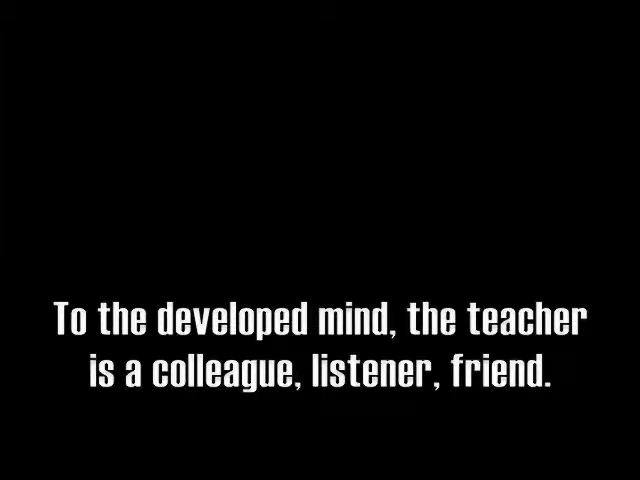 To the developed mind, the teacher
is a colleague, listener, friend.